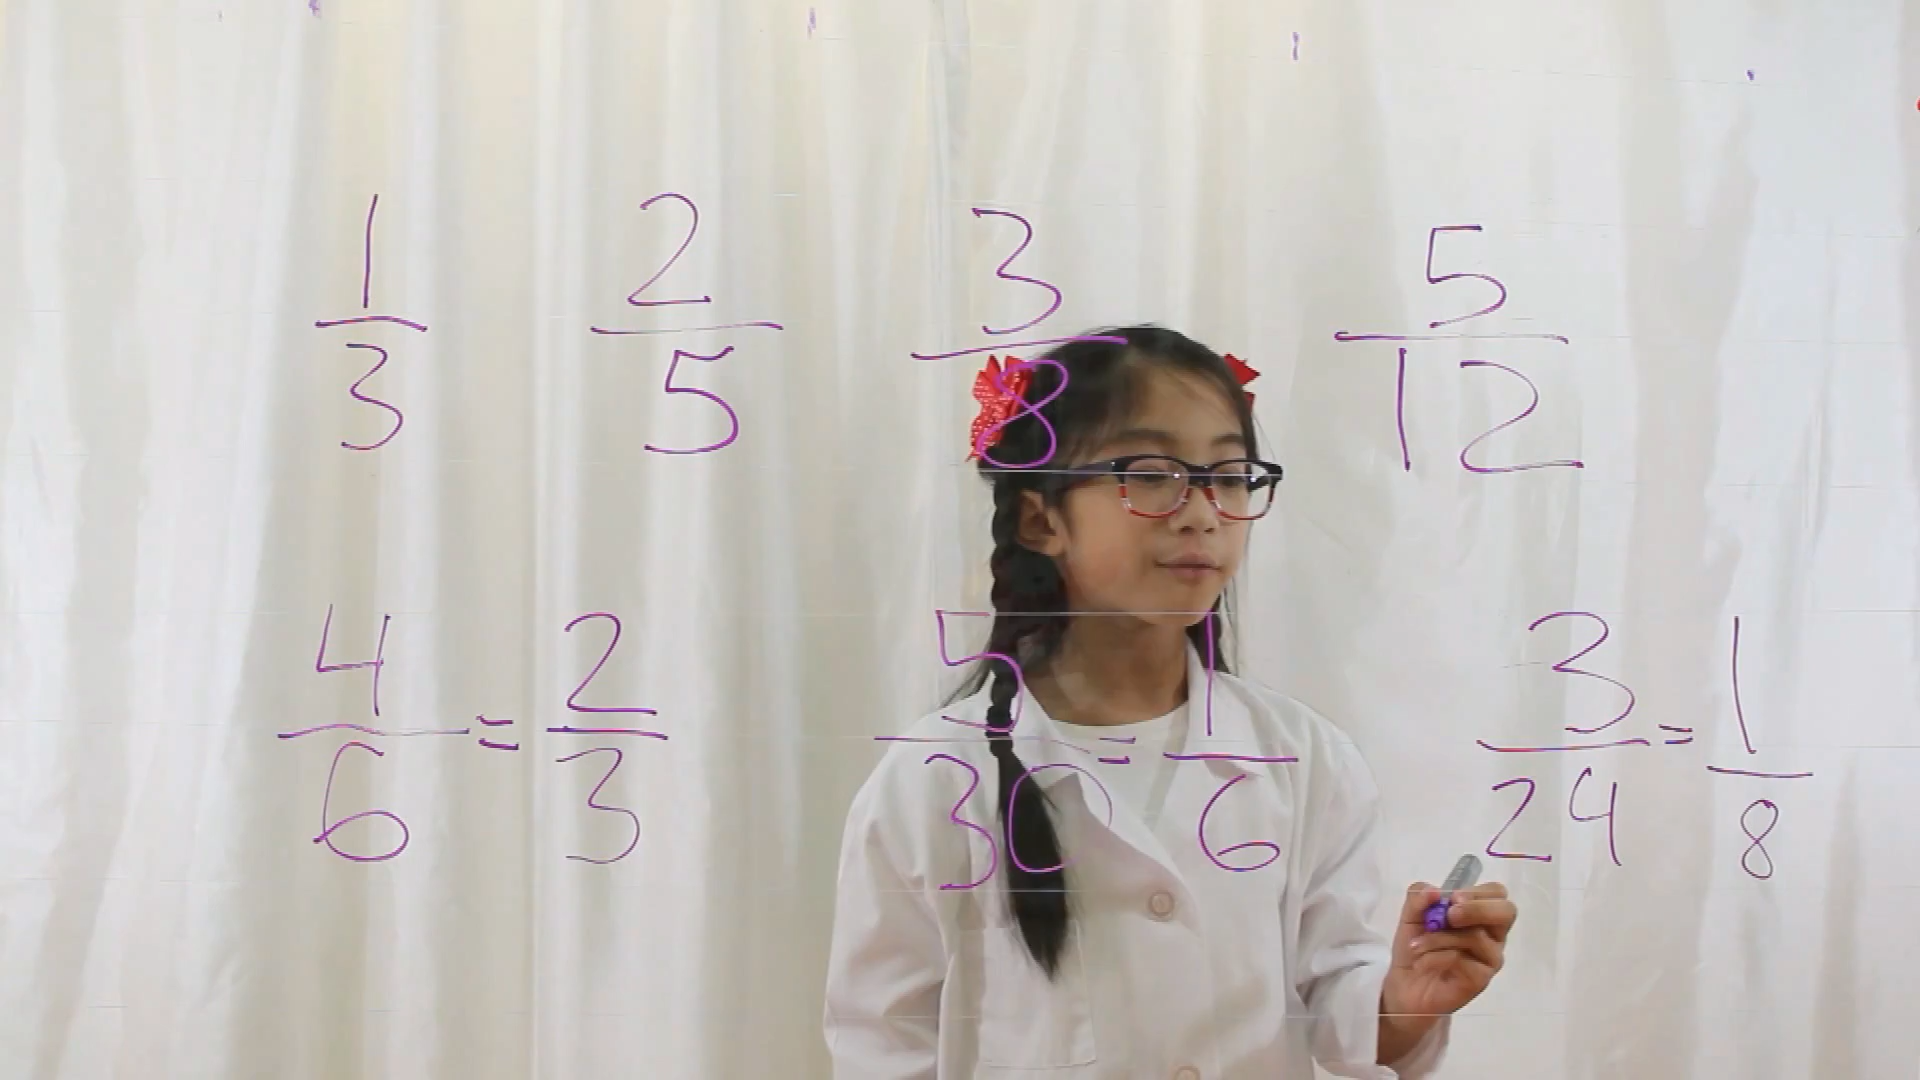 1/3 2/5 3/8 5/12
4/6 = 2/3 5/30 = 1/6 3/24 = 1/8